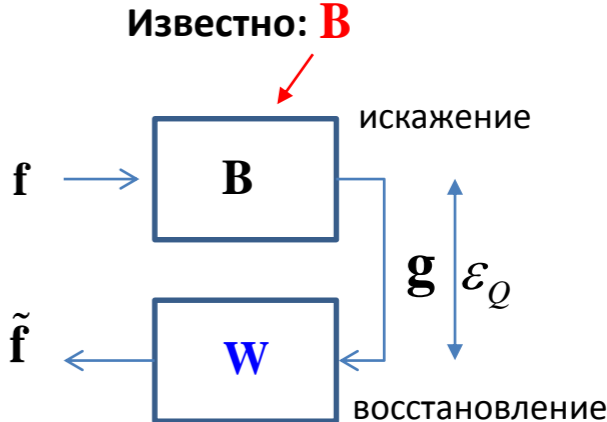 Известно: B
искажение
f
B
g
ε_Q
f̃
W
восстановление